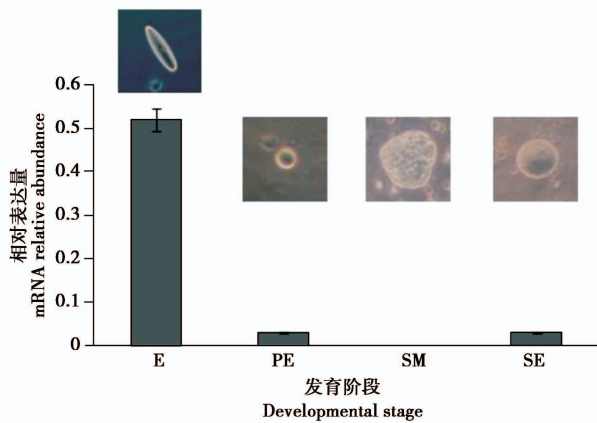 相对表达量
mRNA relative abundance
0.6
0.5
0.4
0.3
0.2
0.1
0
E PE SM SE
发育阶段
Developmental stage